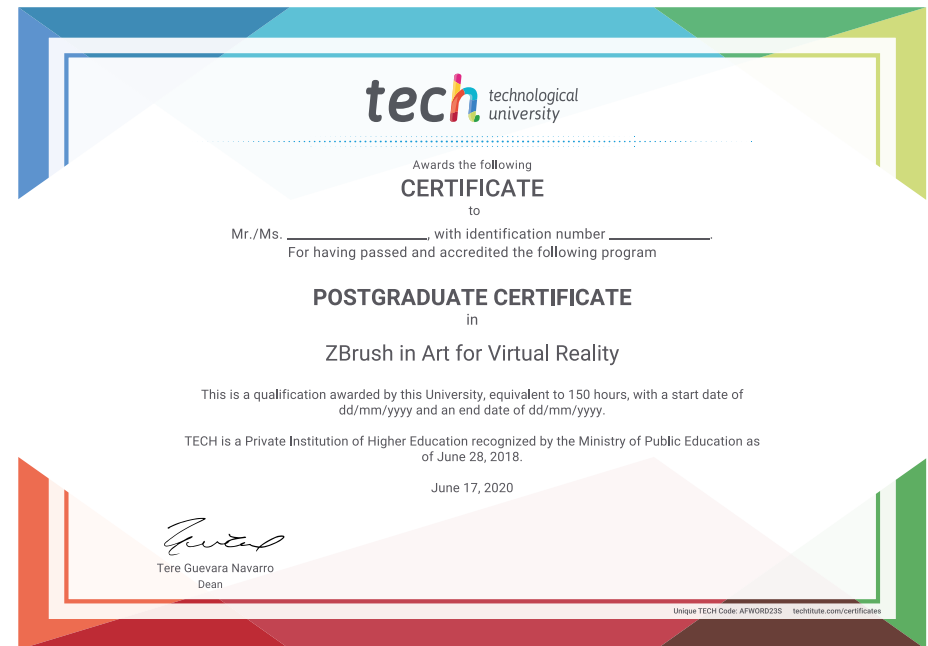 tech technological
university
Awards the following
CERTIFICATE
to
Mr./Ms. ____________________, with identification number ______________.
For having passed and accredited the following program
POSTGRADUATE CERTIFICATE
in
ZBrush in Art for Virtual Reality
This is a qualification awarded by this University, equivalent to 150 hours, with a start date of
dd/mm/yyyy and an end date of dd/mm/yyyy.
TECH is a Private Institution of Higher Education recognized by the Ministry of Public Education as
of June 28, 2018.
June 17, 2020
Tere Guevara Navarro
Dean
Unique TECH Code: AFWORD23S techtitute.com/certificates